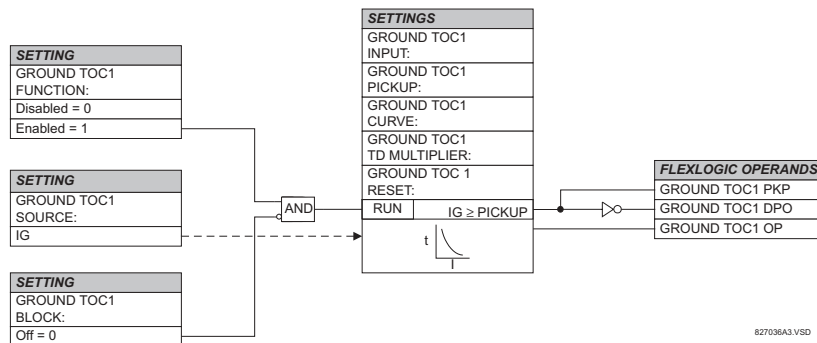 SETTING
GROUND TOC1
FUNCTION:
Disabled = 0
Enabled = 1
SETTING
GROUND TOC1
SOURCE:
IG
SETTING
GROUND TOC1
BLOCK:
Off = 0
AND
SETTINGS
GROUND TOC1
INPUT:
GROUND TOC1
PICKUP:
GROUND TOC1
CURVE:
GROUND TOC1
TD MULTIPLIER:
GROUND TOC 1
RESET:
RUN
IG ≥ PICKUP
t
I
FLEXLOGIC OPERANDS
GROUND TOC1 PKP
GROUND TOC1 DPO
GROUND TOC1 OP
827036A3.VSD